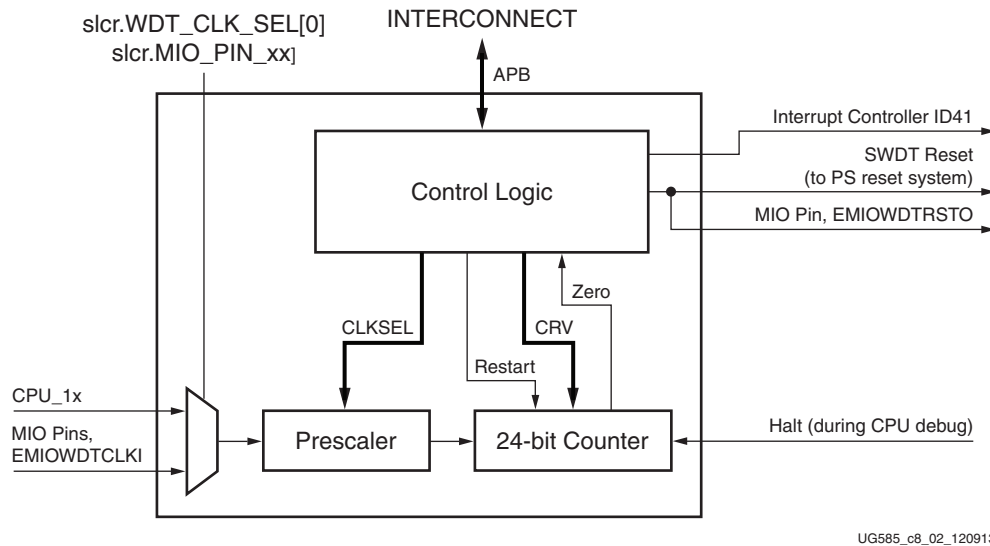 slcr.WDT_CLK_SEL[0]
slcr.MIO_PIN_xx]
INTERCONNECT
APB
Interrupt Controller ID41
SWDT Reset
(to PS reset system)
MIO Pin, EMIOWDTRSTO
Control Logic
Zero
CLKSEL
CRV
Restart
CPU_1x
MIO Pins,
EMIOWDTCLKI
Prescaler
24-bit Counter
Halt (during CPU debug)
UG585_c8_02_120913